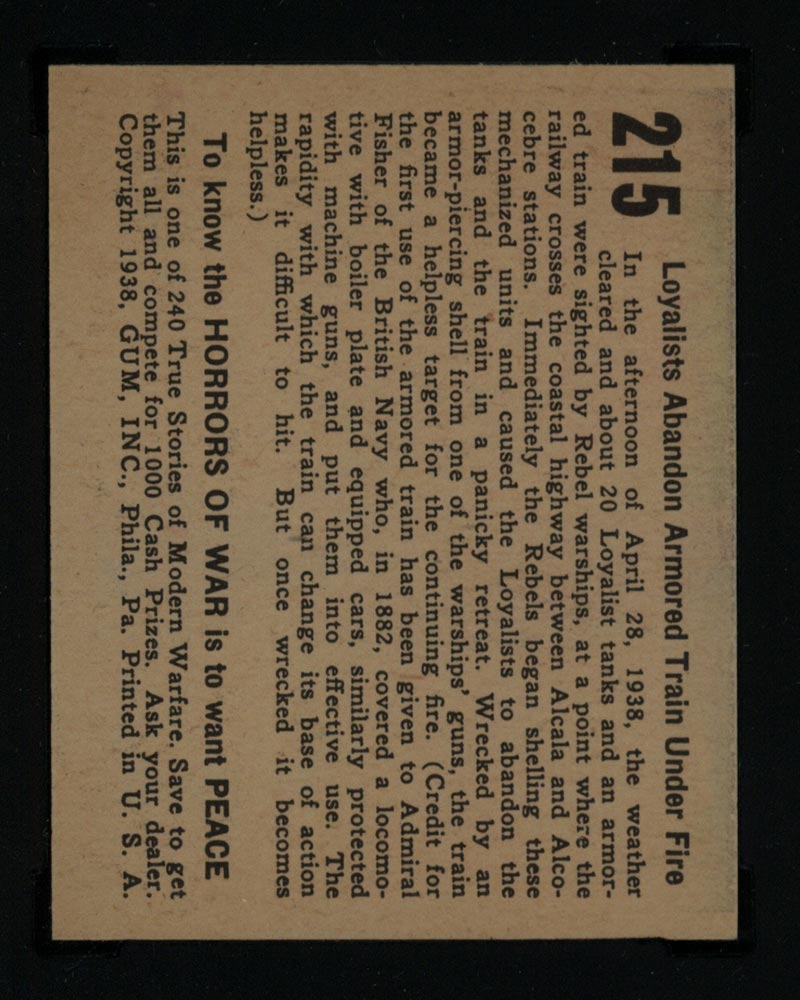 215 Loyalists Abandon Armored Train Under Fire
In the afternoon of April 28, 1938, the weather
cleared and about 20 Loyalist tanks and an armor-
ed train were sighted by Rebel warships, at a point where the
railway crosses the coastal highway between Alcala and Alco-
cebre stations. Immediately the Rebels began shelling these
mechanized units and caused the Loyalists to abandon the
tanks and the train in a panicky retreat. Wrecked by an
armor-piercing shell from one of the warships' guns, the train
became a helpless target for the continuing fire. (Credit for
the first use of the armored train has been given to Admiral
Fisher of the British Navy who, in 1882, covered a locomo-
tive with boiler plate and equipped cars, similarly protected
with machine guns, and put them into effective use. The
rapidity with which the train can change its base of action
makes it difficult to hit. But once wrecked it becomes
helpless.)
To know the HORRORS OF WAR is to want PEACE
This is one of 240 True Stories of Modern Warfare. Save to get
them all and compete for 1000 Cash Prizes. Ask your dealer.
Copyright 1938, GUM, INC., Phila., Pa. Printed in U. S. A.